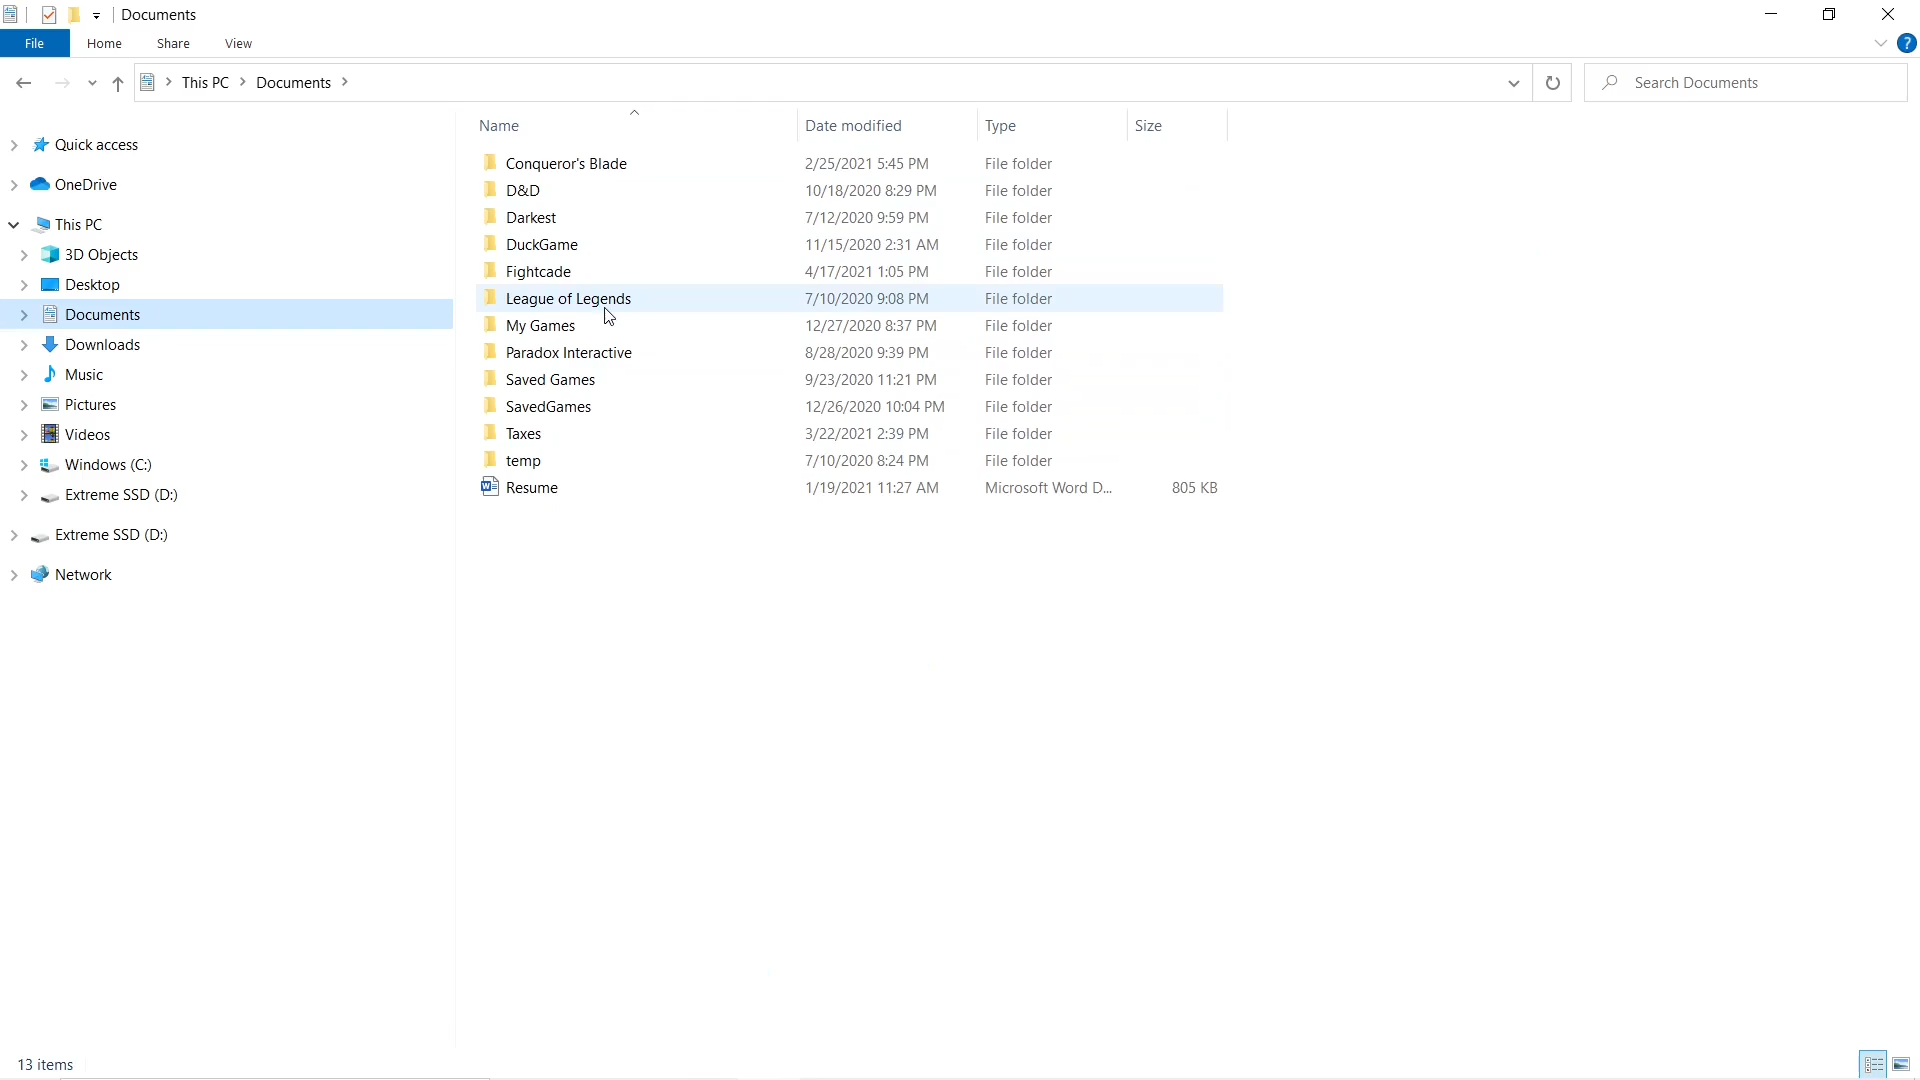 Documents
File Home Share View
This PC Documents Search Documents
Name Date modified Type Size
Quick access
OneDrive
This PC
3D Objects
Desktop
Documents
Downloads
Music
Pictures
Videos
Windows (C:)
Extreme SSD (D:)
Extreme SSD (D:)
Network
Conqueror's Blade 2/25/2021 5:45 PM File folder
D&D 10/18/2020 8:29 PM File folder
Darkest 7/12/2020 9:59 PM File folder
DuckGame 11/15/2020 2:31 AM File folder
Fightcade 4/17/2021 1:05 PM File folder
League of Legends 7/10/2020 9:08 PM File folder
My Games 12/27/2020 8:37 PM File folder
Paradox Interactive 8/28/2020 9:39 PM File folder
Saved Games 9/23/2020 11:21 PM File folder
SavedGames 12/26/2020 10:04 PM File folder
Taxes 3/22/2021 2:39 PM File folder
temp 7/10/2020 8:24 PM File folder
Resume 1/19/2021 11:27 AM Microsoft Word D... 805 KB
13 items